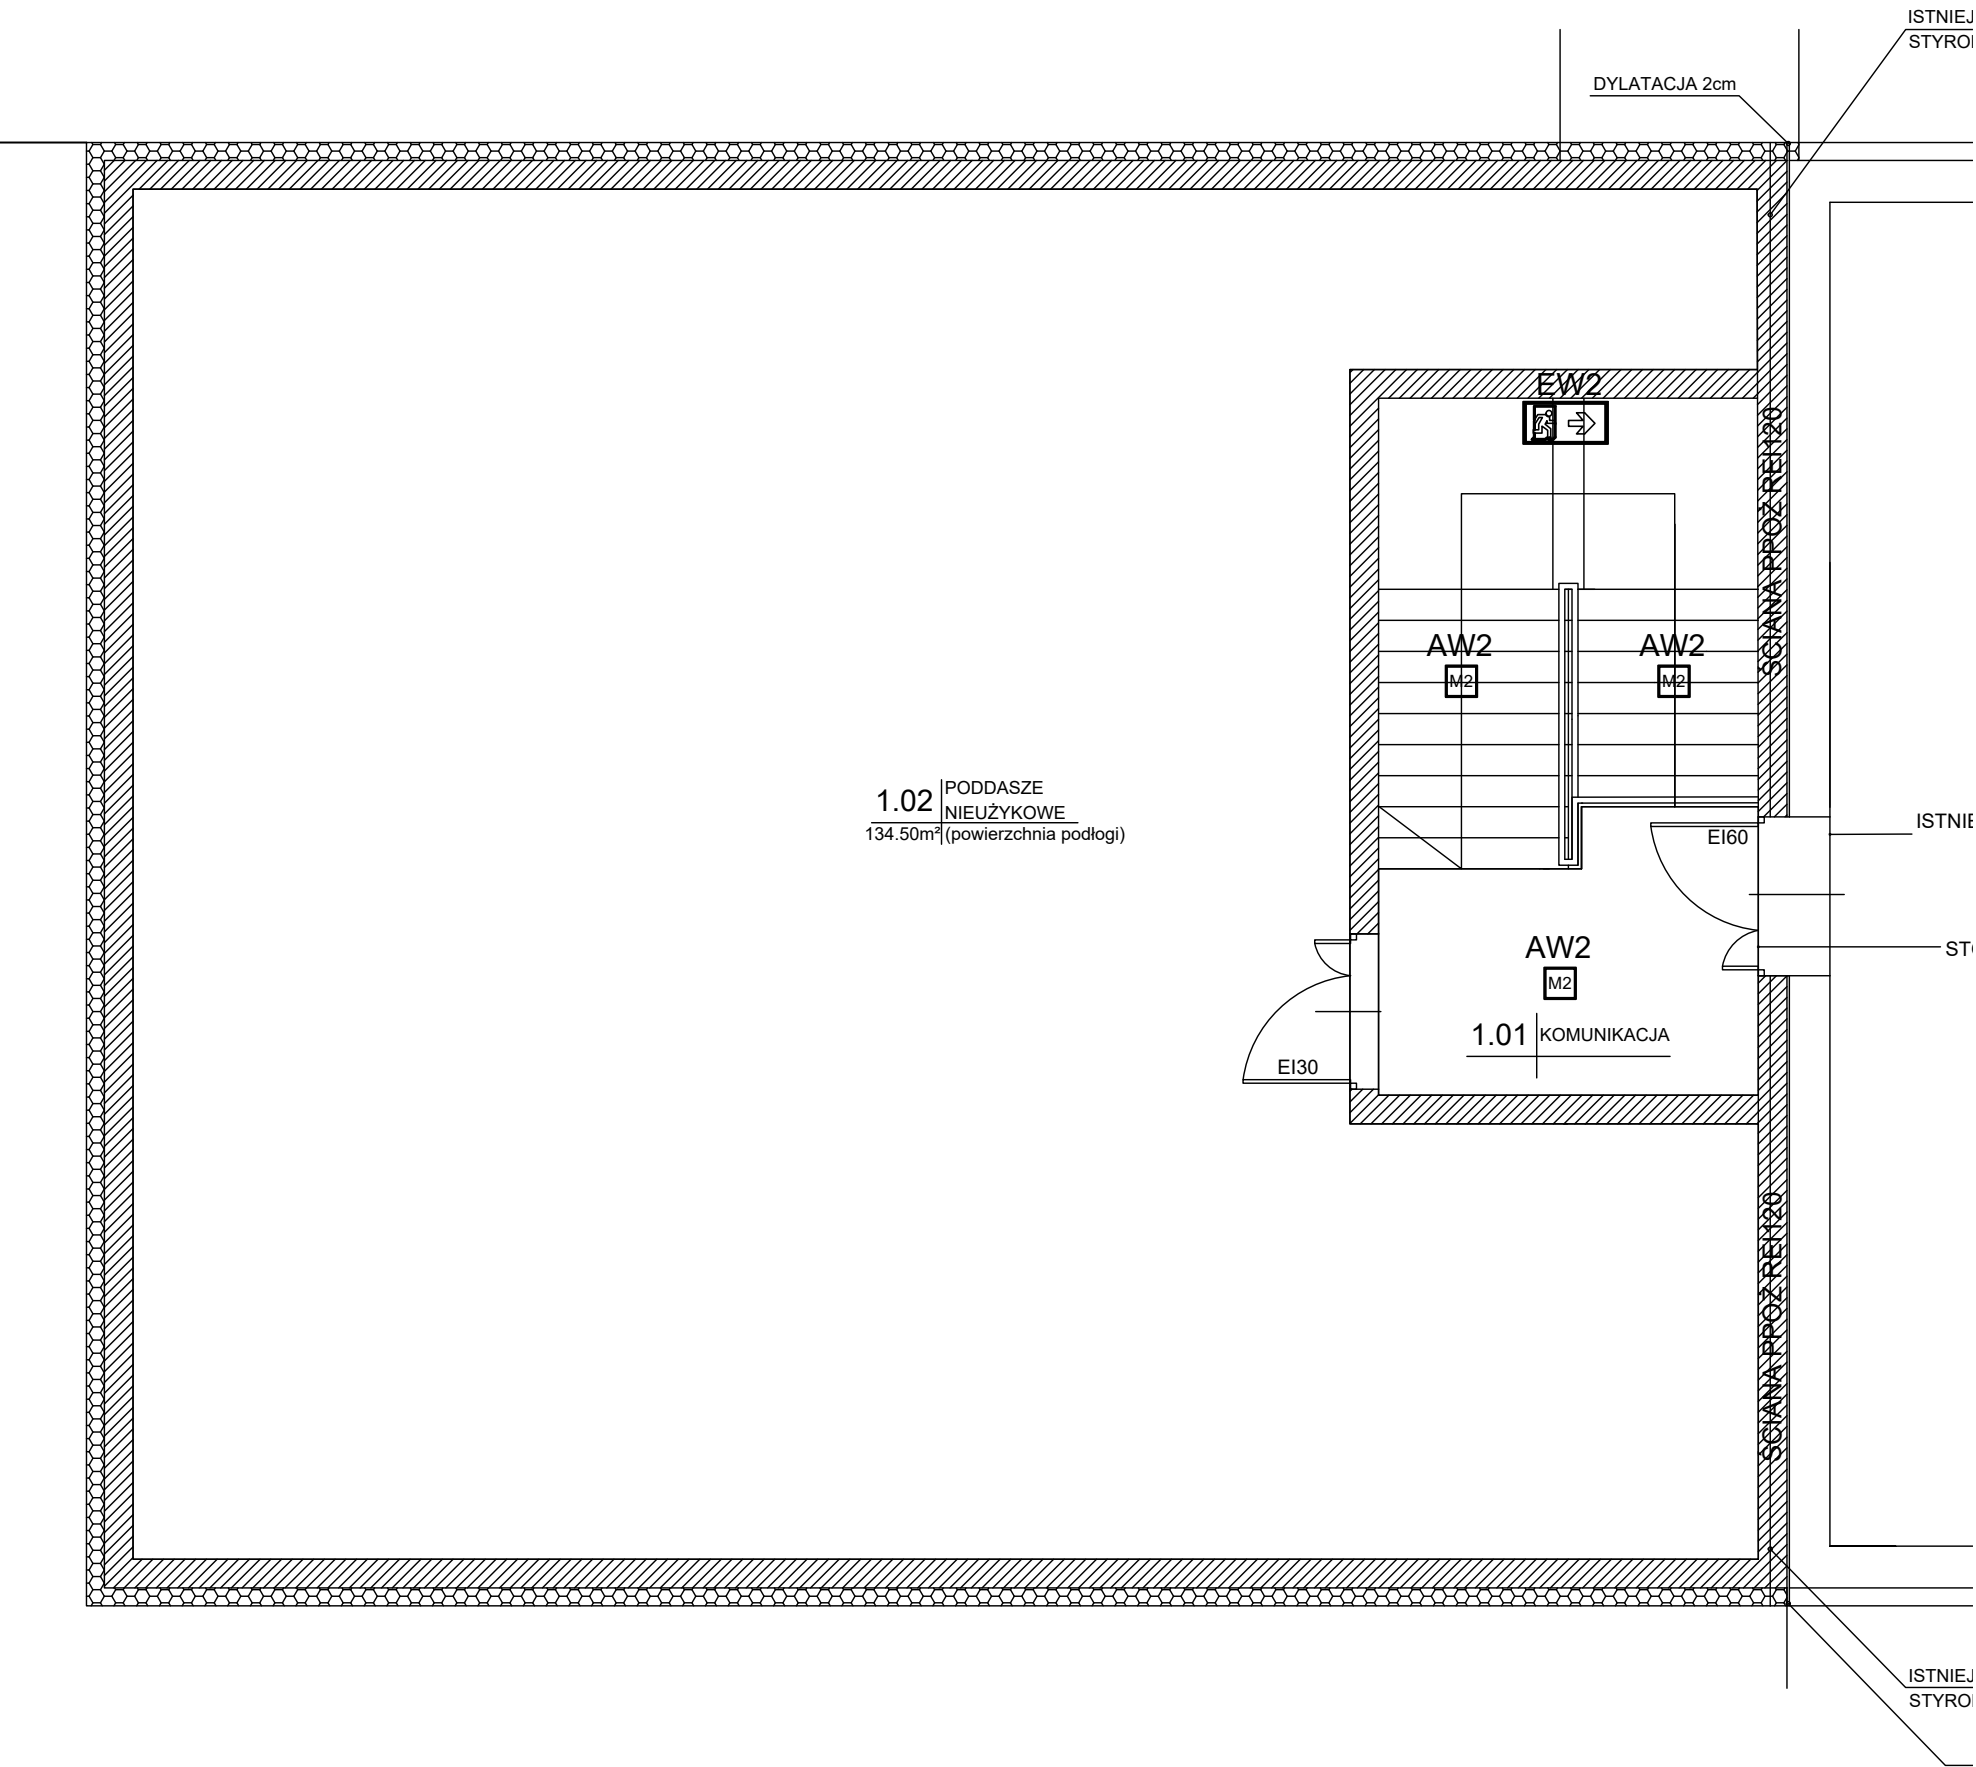 ISTNIEJ
STYRO
DYLATACJA 2cm
EW2
ŚCIANA PPOŻ REI120
AW2
M2
AW2
M2
1.02
PODDASZE
NIEUŻYKOWE
134.50m²
(powierzchnia podłogi)
EI60
ISTNIE
AW2
M2
ST
1.01
KOMUNIKACJA
EI30
ŚCIANA PPOŻ REI120
ISTNIEJ
STYRO